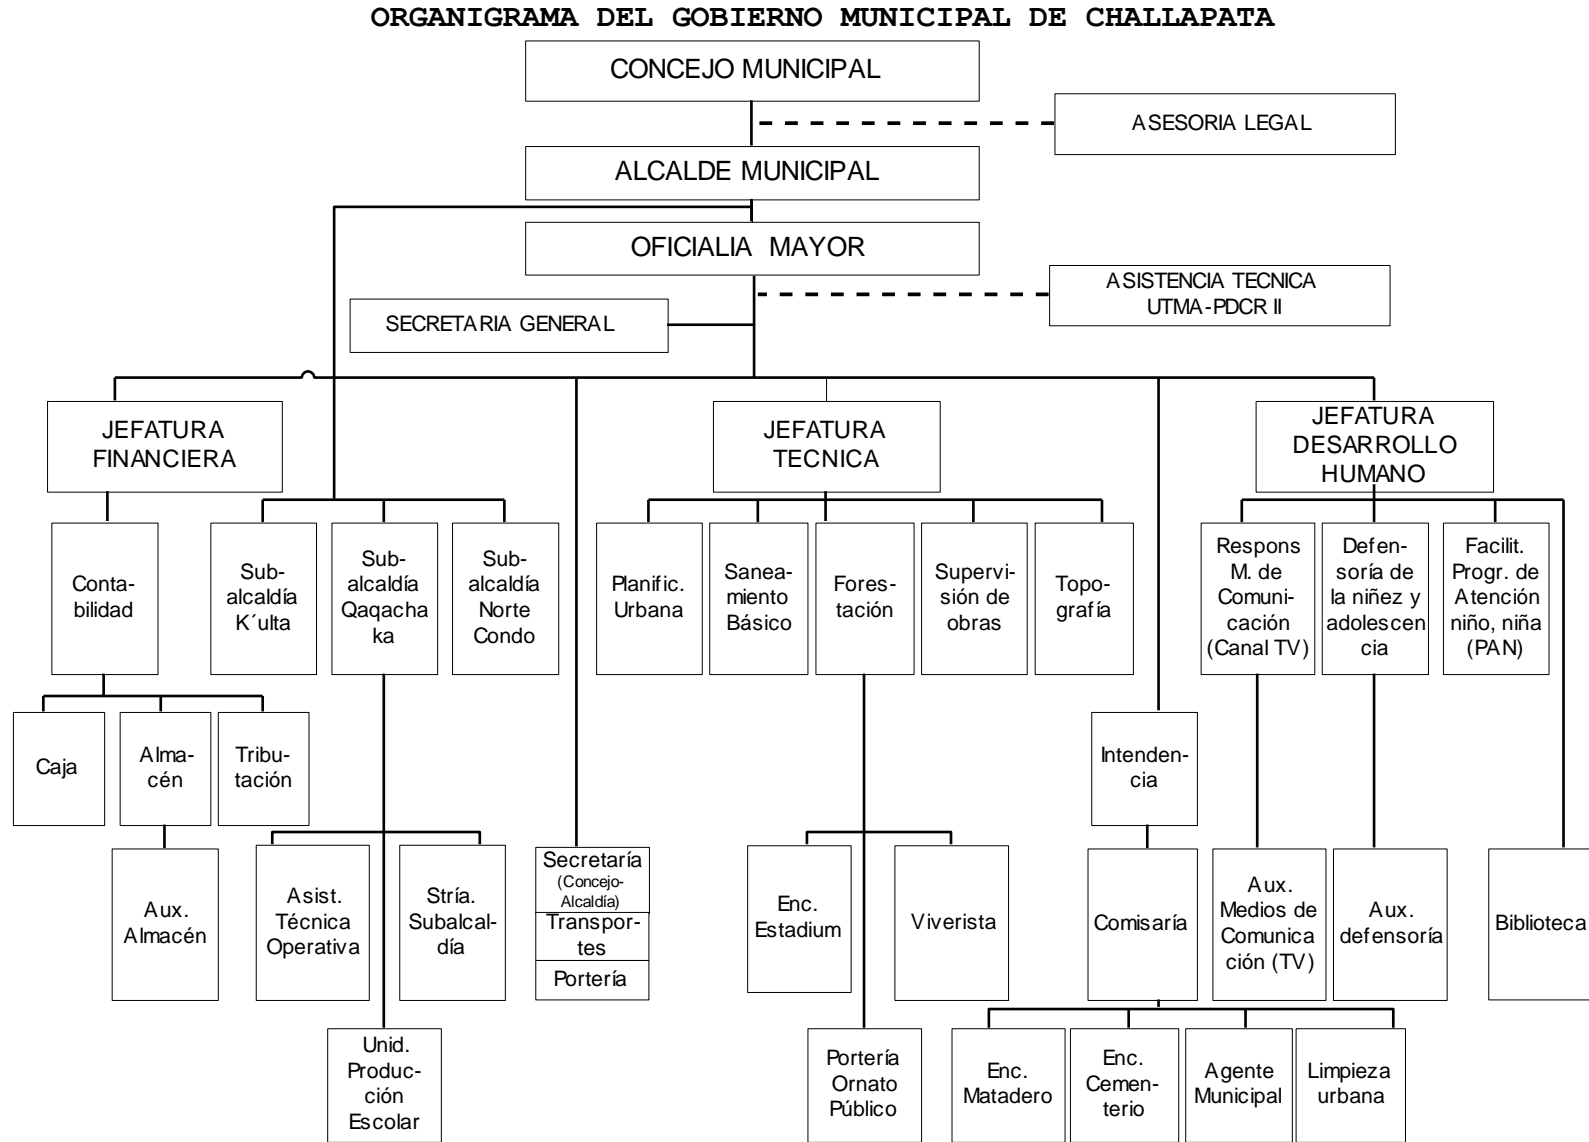 ORGANIGRAMA DEL GOBIERNO MUNICIPAL DE CHALLAPATA
CONCEJO MUNICIPAL
ASESORIA LEGAL
ALCALDE MUNICIPAL
OFICIALIA MAYOR
ASISTENCIA TECNICA
UTMA-PDCR II
SECRETARIA GENERAL
JEFATURA
FINANCIERA
JEFATURA
TECNICA
JEFATURA
DESARROLLO
HUMANO
Conta-
bilidad
Sub-
alcaldía
K´ulta
Sub-
alcaldía
Qaqacha
ka
Sub-
alcaldía
Norte
Condo
Planific.
Urbana
Sanea-
miento
Básico
Fores-
tación
Supervi-
sión de
obras
Topo-
grafía
Respons
M. de
Comuni-
cación
(Canal TV)
Defen-
soría de
la niñez y
adolescen
cia
Facilit.
Progr. de
Atención
niño, niña
(PAN)
Caja
Alma-
cén
Tribu-
tación
Intenden-
cia
Aux.
Almacén
Asist.
Técnica
Operativa
Stría.
Subalcal-
día
Secretaría
(Concejo-
Alcaldía)
Transpor-
tes
Portería
Enc.
Estadium
Viverista
Comisaría
Aux.
Medios de
Comunica
ción (TV)
Aux.
defensoría
Biblioteca
Unid.
Produc-
ción
Escolar
Portería
Ornato
Público
Enc.
Matadero
Enc.
Cemen-
terio
Agente
Municipal
Limpieza
urbana